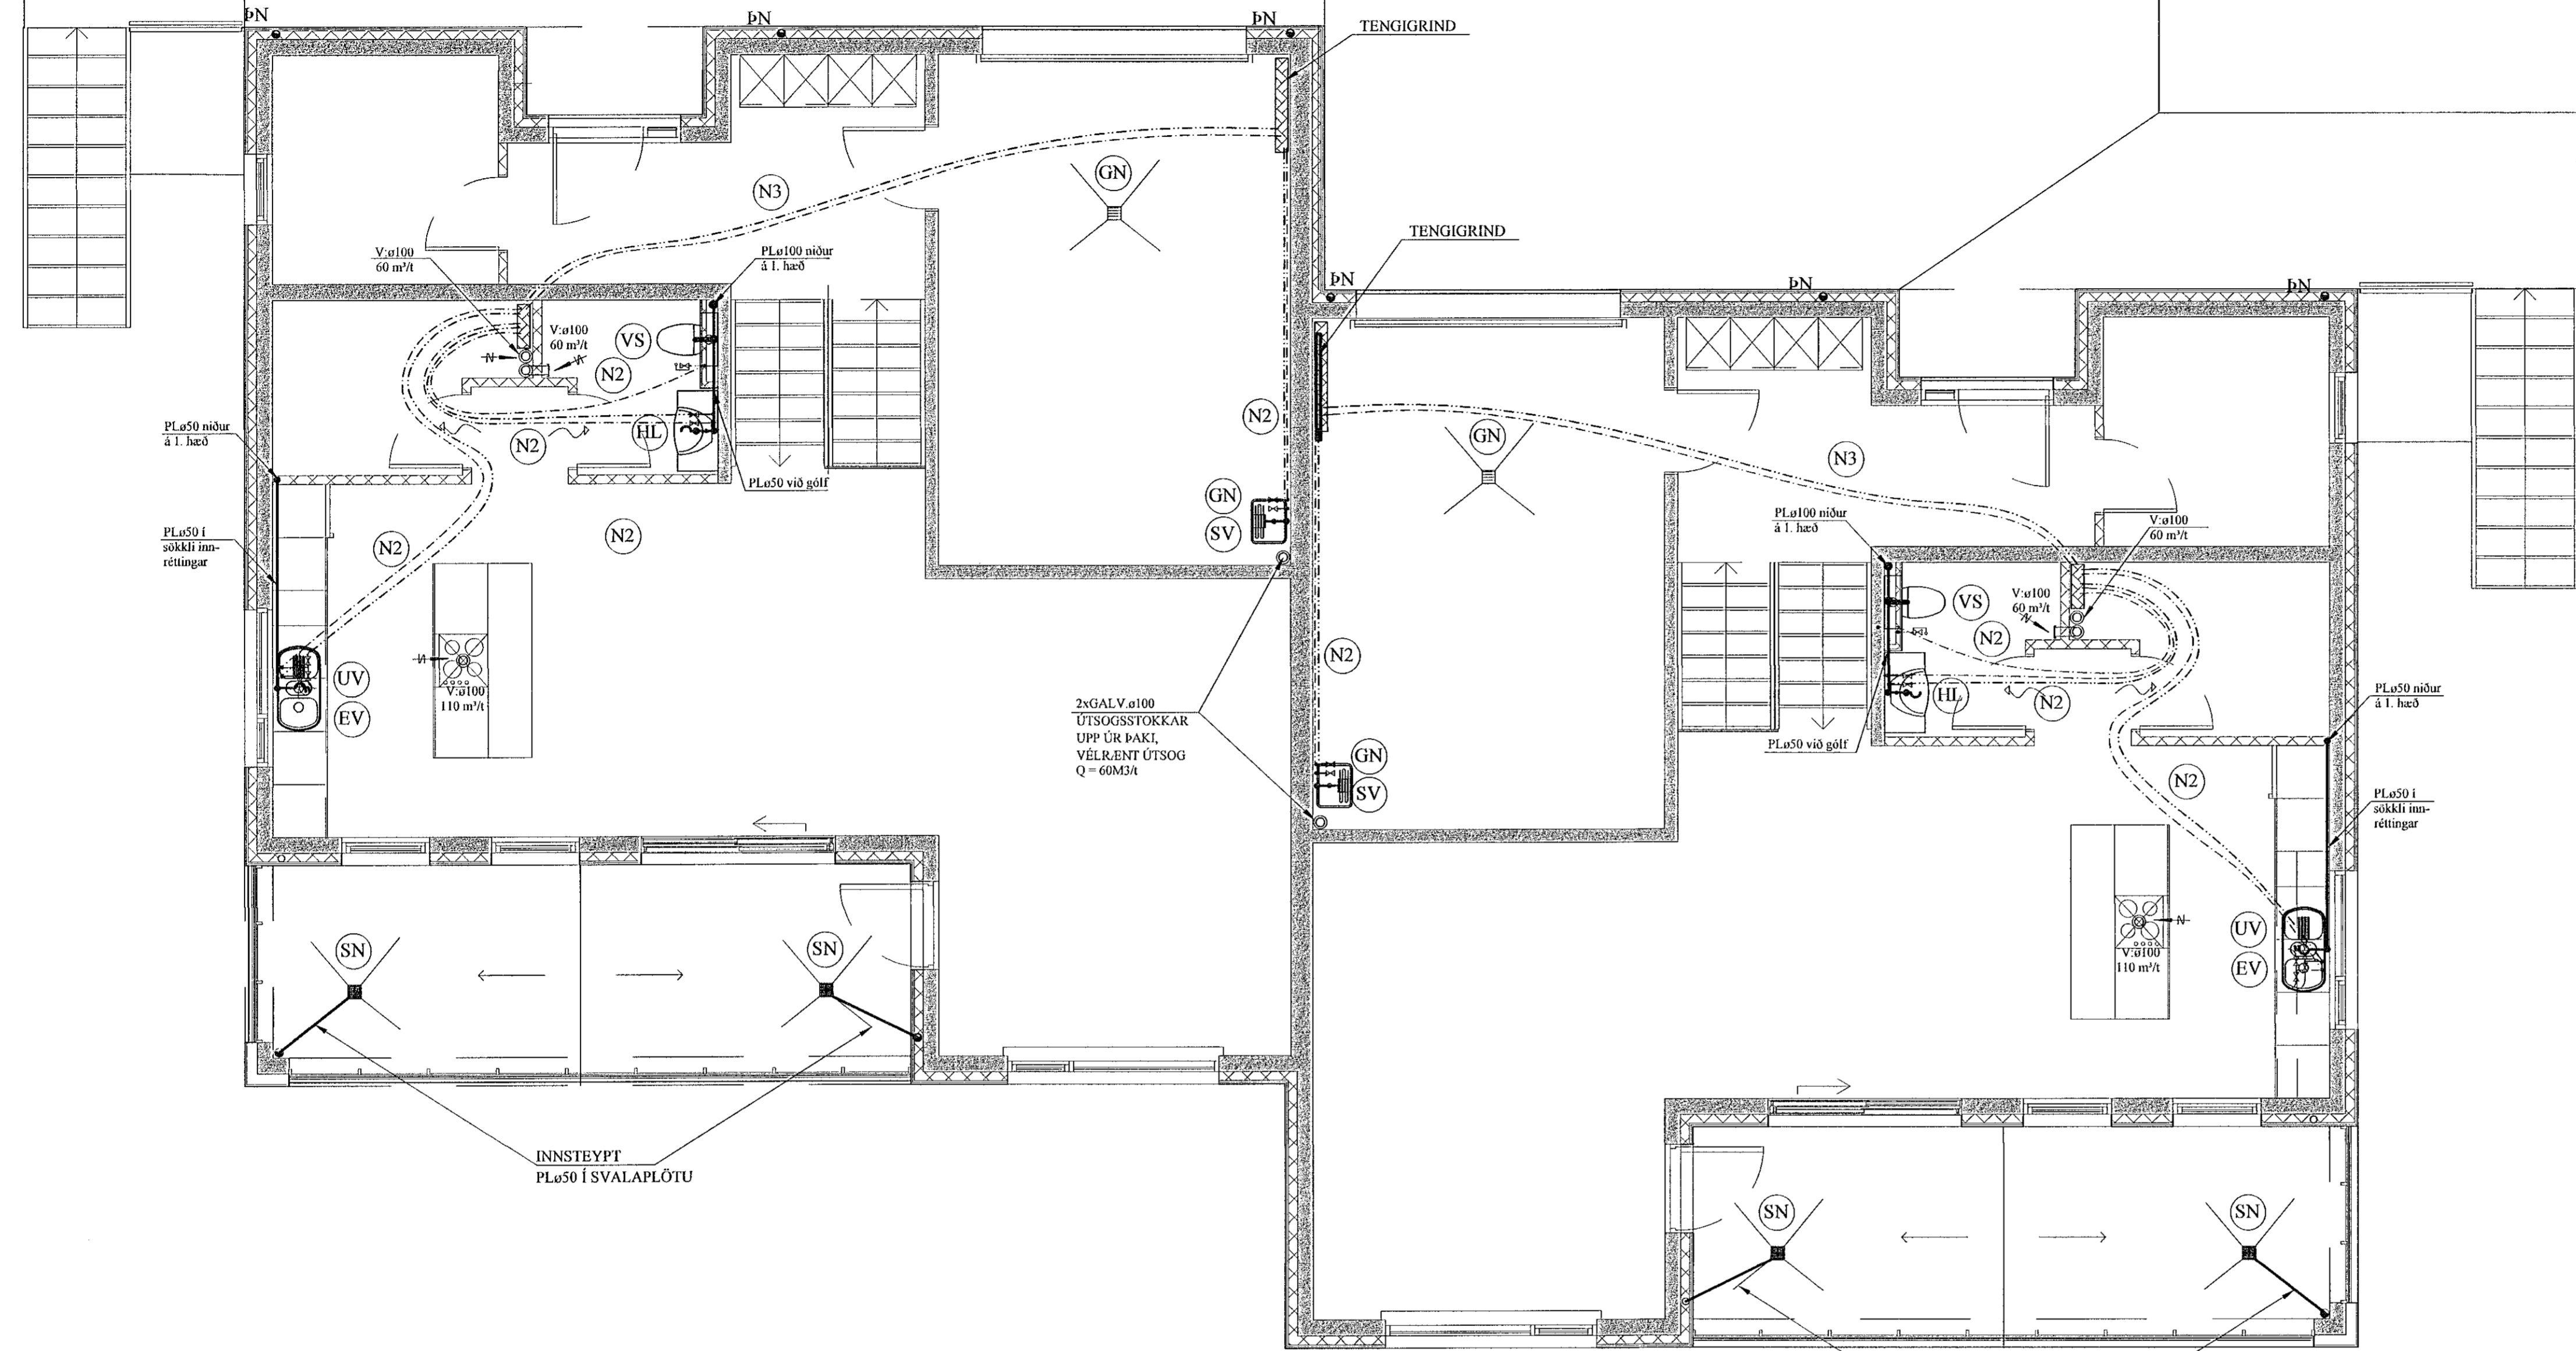 ÞN
ÞN
ÞN
TENGIGRIND
GN
N3
TENGIGRIND
V:ø100
60 m³/t
PLø100 niður
á 1. hæð
ÞN
ÞN
ÞN
V:ø100
60 m³/t
VS
N2
N2
HL
N2
PLø50 niður
á 1. hæð
PLø50 við gólf
GN
N3
PLø50 í
sökkli inn-
réttingar
N2
N2
GN
SV
PLø100 niður
á 1. hæð
V:ø100
60 m³/t
V:ø100
60 m³/t
VS
N2
UV
EV
V:ø100
110 m³/t
N2
HL
N2
PLø50 niður
á 1. hæð
2xGALV.ø100
ÚTSOGSSTOKKAR
UPP ÚR ÞAKI,
VÉLRÆNT ÚTSOG
Q = 60M3/t
PLø50 við gólf
GN
SV
N2
PLø50 í
sökkli inn-
réttingar
SN
SN
UV
EV
V:ø100
110 m³/t
INNSTEYPT
PLø50 Í SVALAPLÖTU
SN
SN